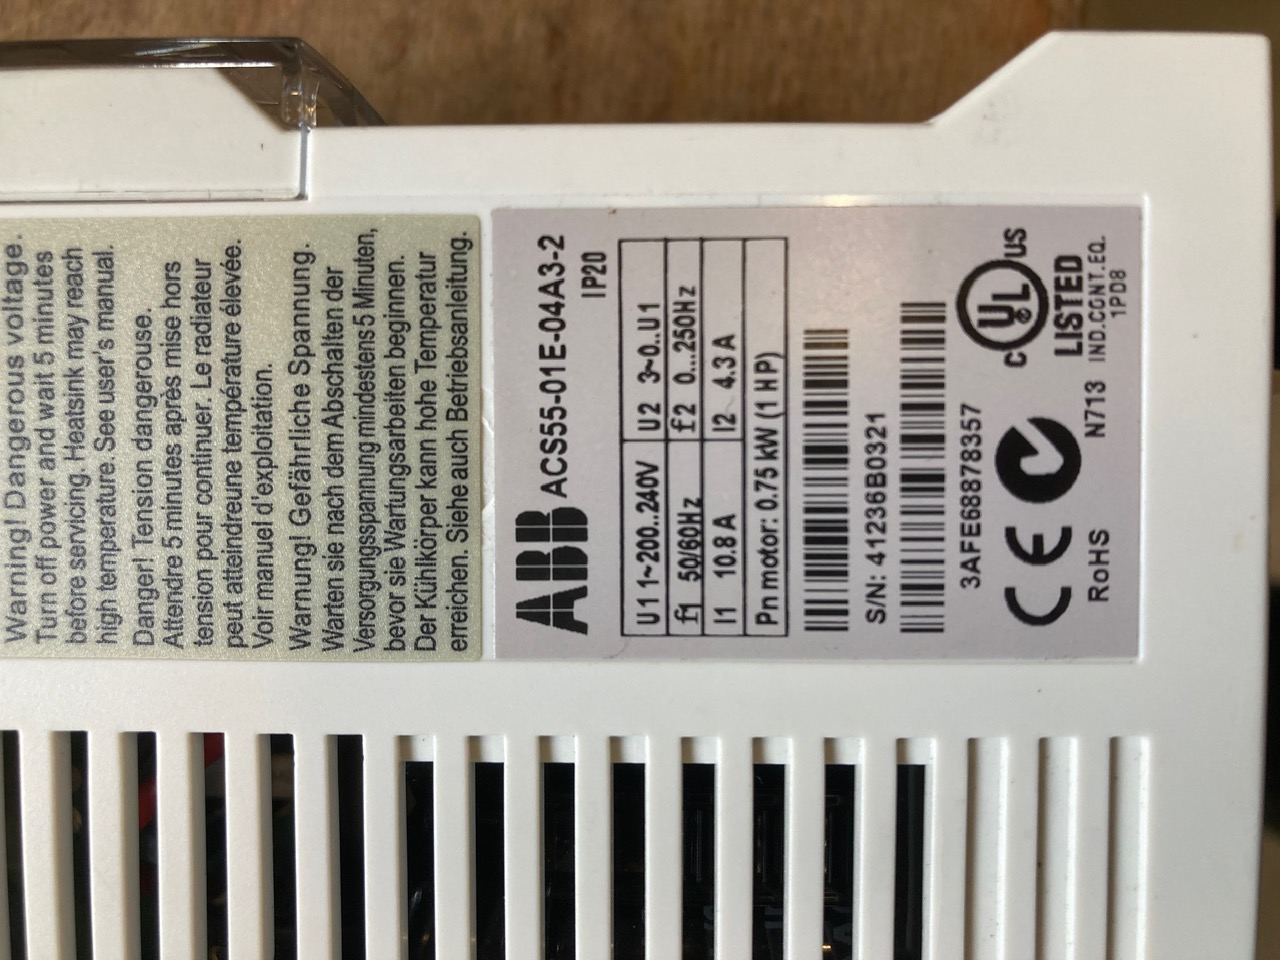 Warning! Dangerous voltage.
Turn off power and wait 5 minutes
before servicing. Heatsink may reach
high temperature. See user's manual.
Danger! Tension dangerouse.
Attendre 5 minutes après mise hors
tension pour continuer. Le radiateur
peut atteindreune température élevée.
Voir manuel d'exploitation.
Warnung! Gefährliche Spannung.
Warten sie nach dem Abschalten der
Versorgungsspannung mindestens 5 Minuten,
bevor sie Wartungsarbeiten beginnen.
Der Kühlkörper kann hohe Temperatur
erreichen. Siehe auch Betriebsanleitung.
ABB ACS55-01E-04A3-2
IP20
U1 1~200..240V U2 3~0..U1
f1 50/60Hz f2 0...250Hz
I1 10.8 A I2 4.3 A
Pn motor: 0.75 kW (1 HP)
S/N: 41236B0321
3AFE68878357
CE
RoHS
N713
C UL US
®
LISTED
IND.CONT.EQ.
1PD8